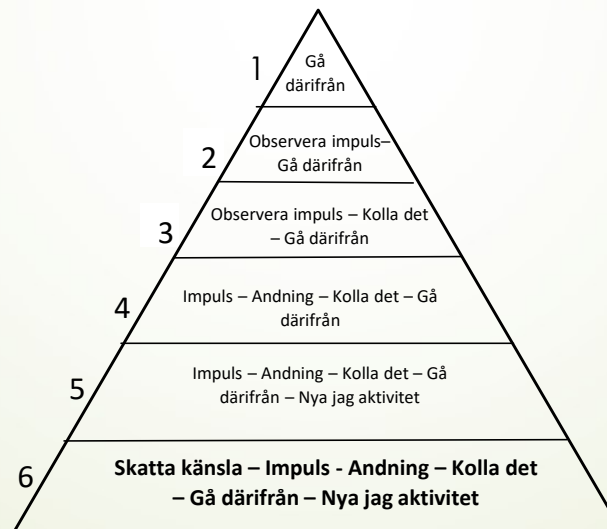 1
Gå
därifrån
2
Observera impuls–
Gå därifrån
3
Observera impuls – Kolla det
– Gå därifrån
4
Impuls – Andning – Kolla det – Gå
därifrån
5
Impuls – Andning – Kolla det – Gå
därifrån – Nya jag aktivitet
6
Skatta känsla – Impuls - Andning – Kolla det
– Gå därifrån – Nya jag aktivitet